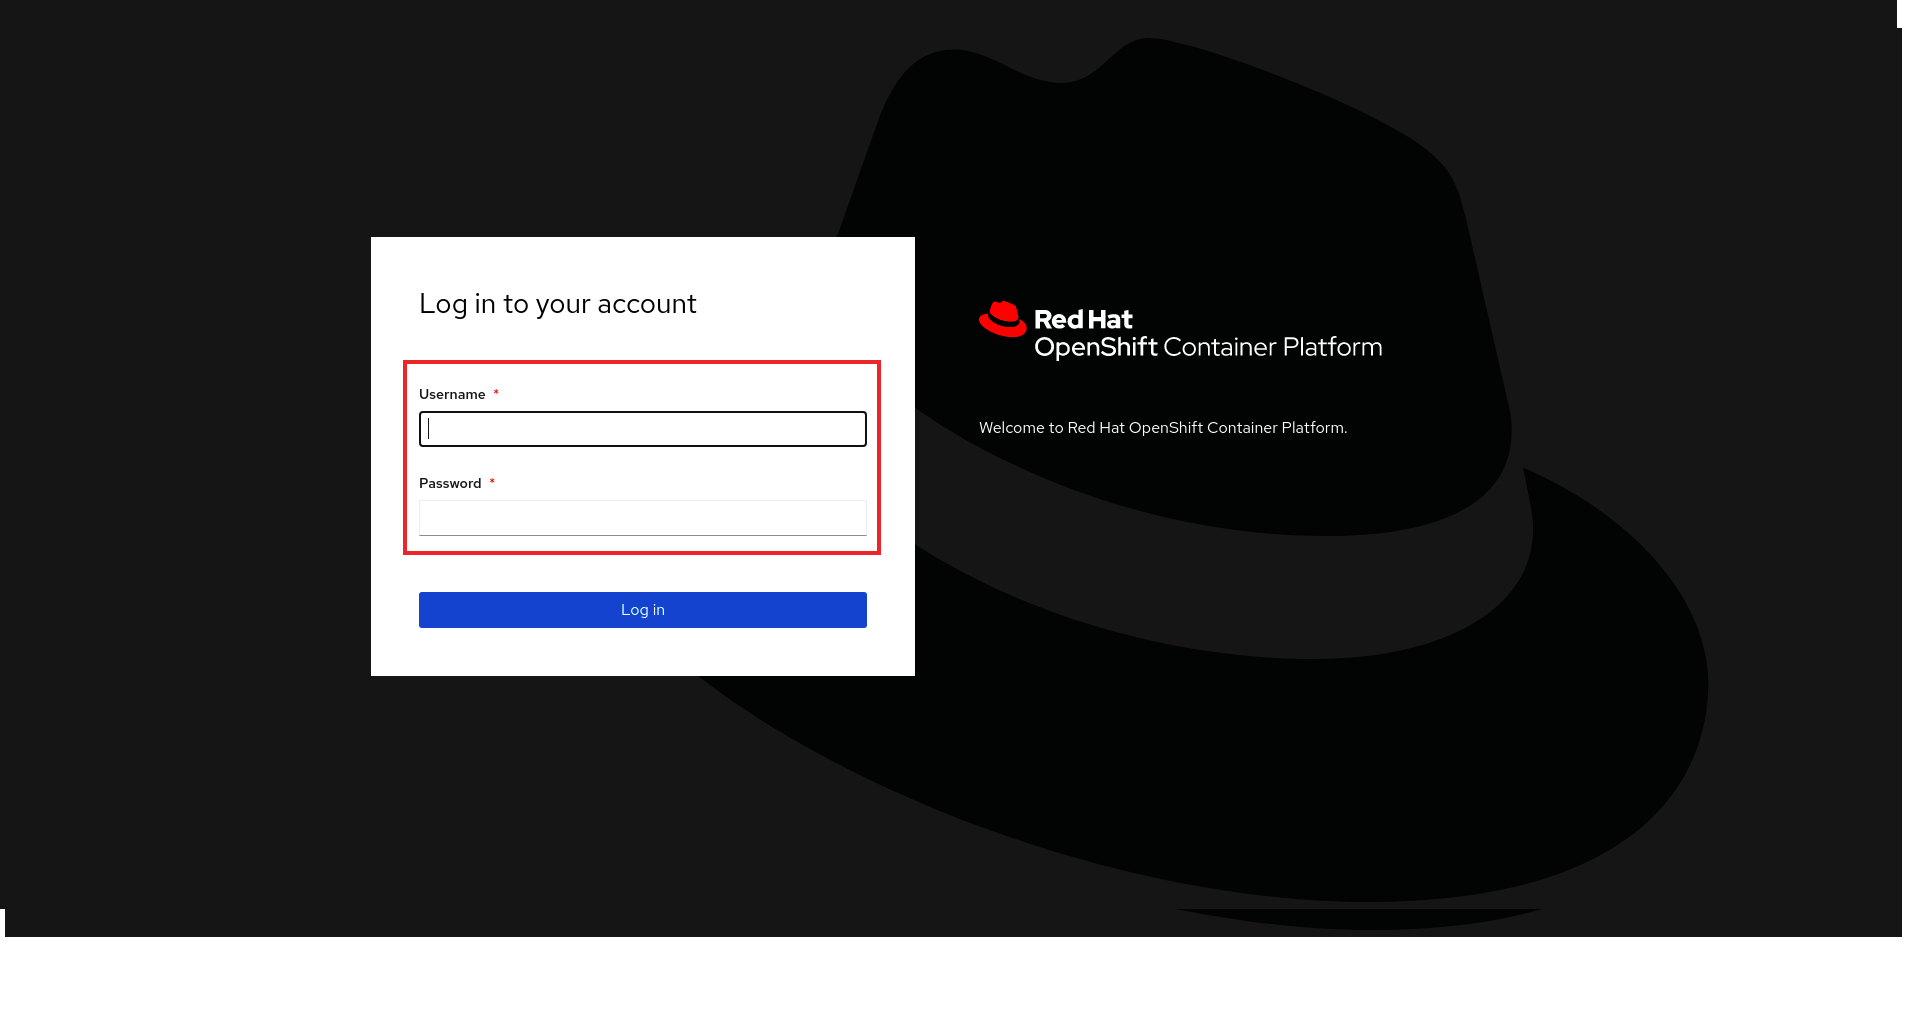 Log in to your account
Username *
Password *
Log in
Red Hat
OpenShift Container Platform
Welcome to Red Hat OpenShift Container Platform.